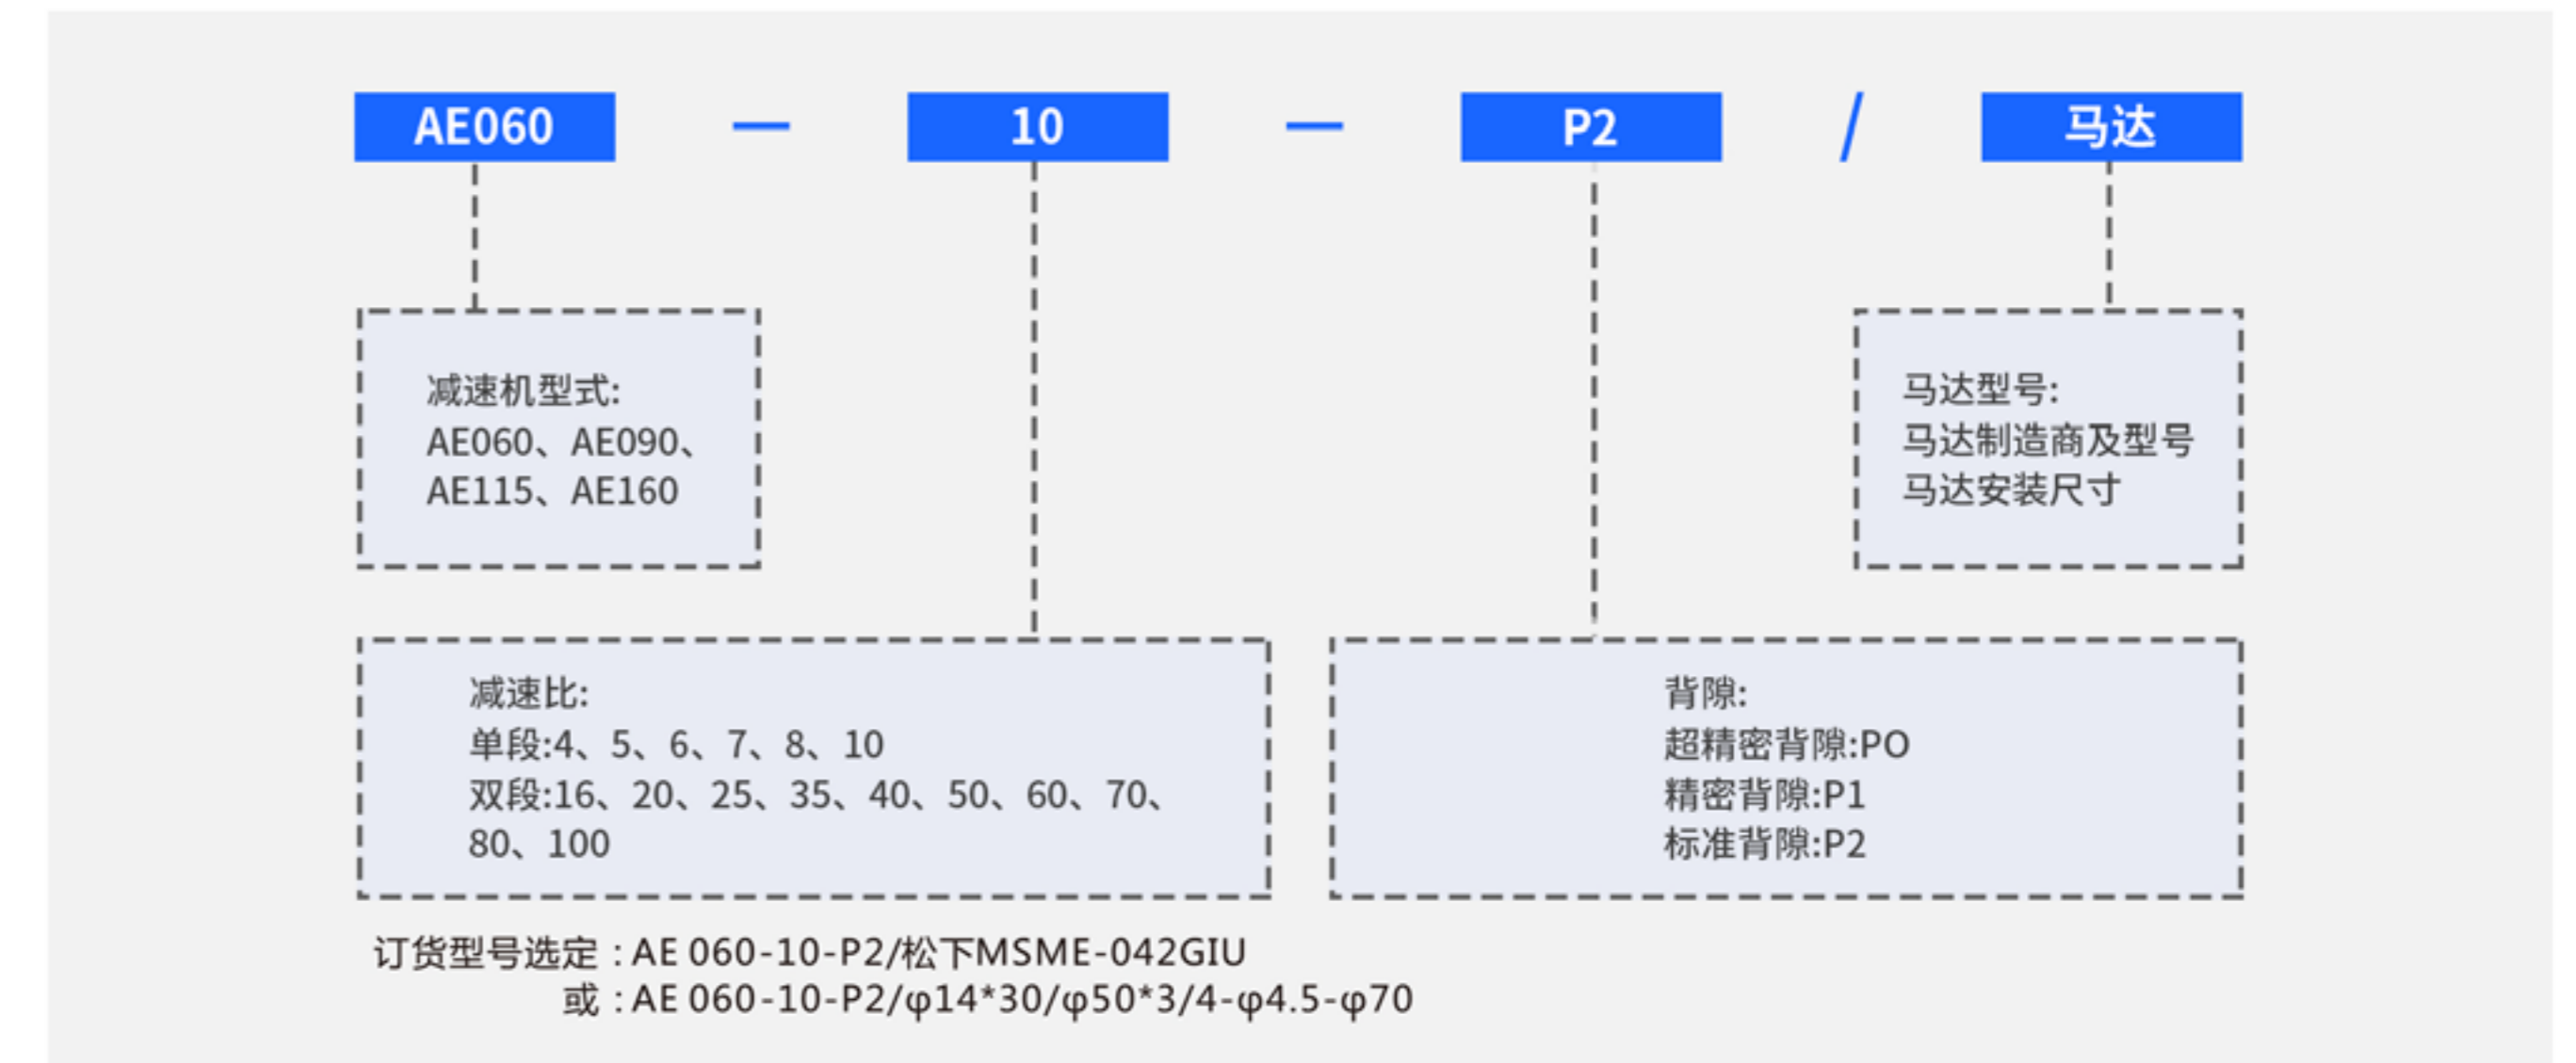 AE060 — 10 — P2 / 马达
减速机型式:
AE060、AE090、
AE115、AE160
马达型号:
马达制造商及型号
马达安装尺寸
减速比:
单段:4、5、6、7、8、10
双段:16、20、25、35、40、50、60、70、
80、100
背隙:
超精密背隙:PO
精密背隙:P1
标准背隙:P2
订货型号选定 : AE 060-10-P2/松下MSME-042GIU
或 : AE 060-10-P2/φ14*30/φ50*3/4-φ4.5-φ70